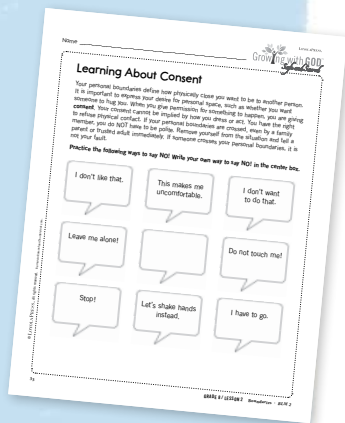 Name
LOYOLA PRESS.
Growing with GOD
School
Learning About Consent
Your personal boundaries define how physically close you want to be to another person.
It is important to express your desire for personal space, such as whether you want
someone to hug you. When you give permission for something to happen, you are giving
consent. Your consent cannot be implied by how you dress or act. You have the right
to refuse physical contact. If your personal boundaries are crossed, even by a family
member, you do NOT have to be polite. Remove yourself from the situation and tell a
parent or trusted adult immediately. If someone crosses your personal boundaries, it is
not your fault.
Practice the following ways to say NO! Write your own way to say NO! in the center box.
I don't like that.
This makes me
uncomfortable.
I don't want
to do that.
Leave me alone!
Do not touch me!
Stop!
Let's shake hands
instead.
I have to go.
GRADE 8 / LESSON 2